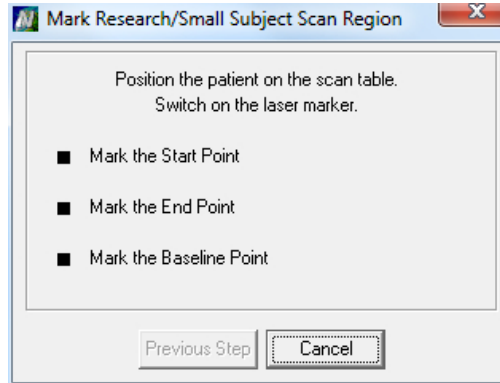 Mark Research/Small Subject Scan Region
Position the patient on the scan table.
Switch on the laser marker.
Mark the Start Point
Mark the End Point
Mark the Baseline Point
Previous Step
Cancel